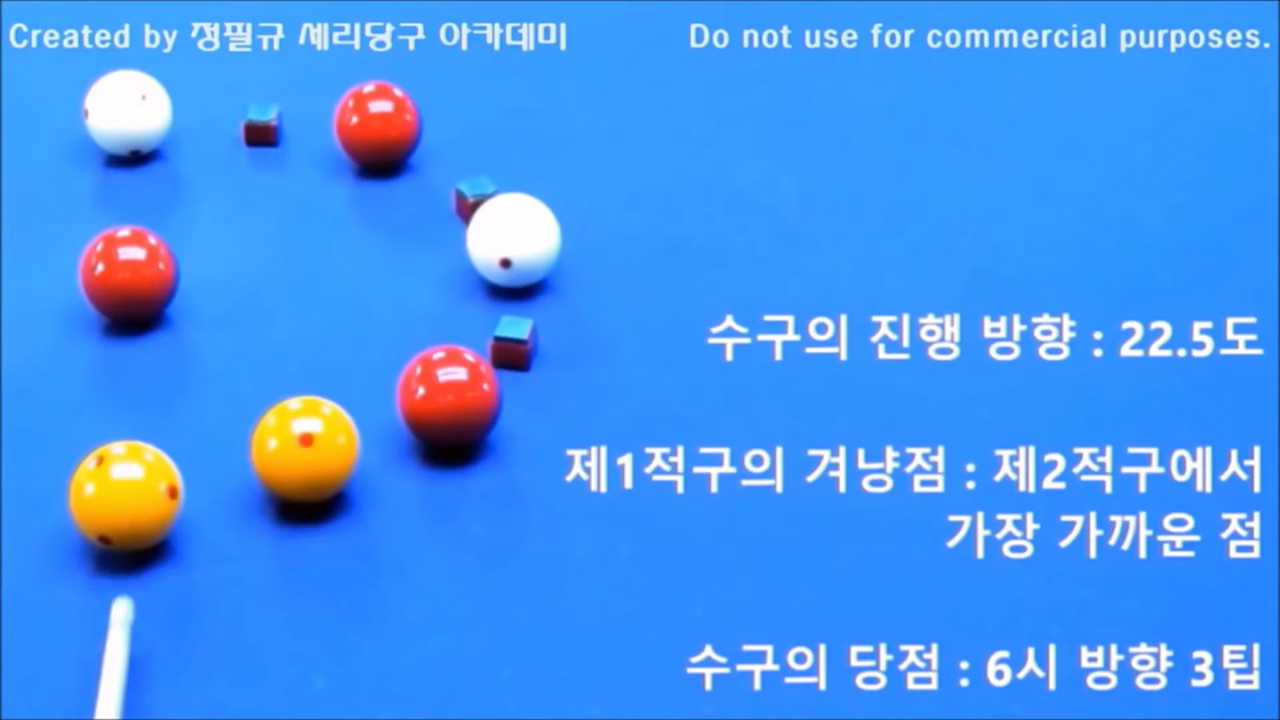 Created by 정필규 세리당구 아카데미
Do not use for commercial purposes.
수구의 진행 방향 : 22.5도
제1적구의 겨냥점 : 제2적구에서
가장 가까운 점
수구의 당점 : 6시 방향 3팁